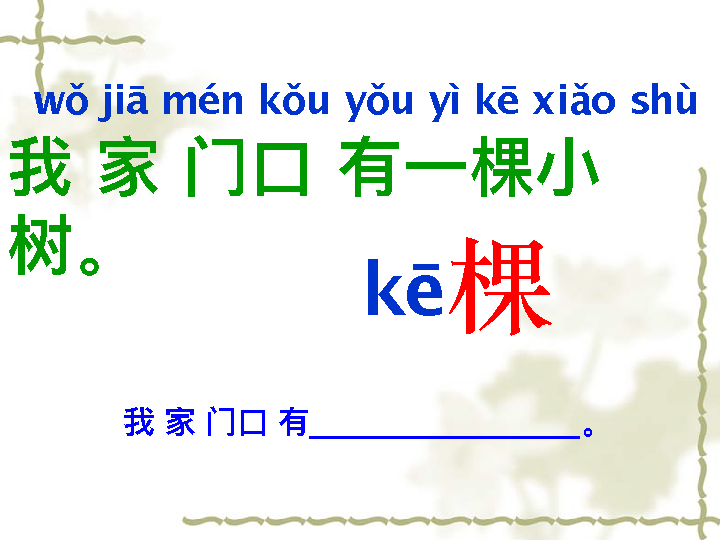 wǒ jiā mén kǒu yǒu yì kē xiǎo shù
我 家 门口 有一棵小
树。
kē棵
我 家 门口 有_________________。